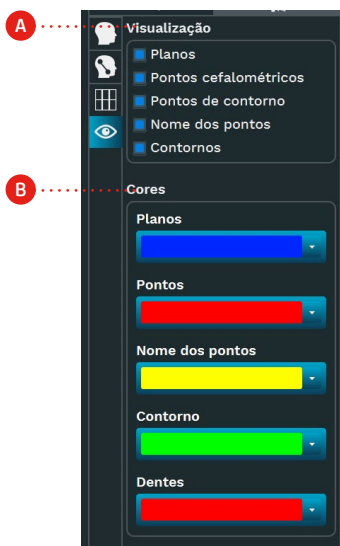 A
Visualização
Planos
Pontos cefalométricos
Pontos de contorno
Nome dos pontos
Contornos
B
Cores
Planos
Pontos
Nome dos pontos
Contorno
Dentes